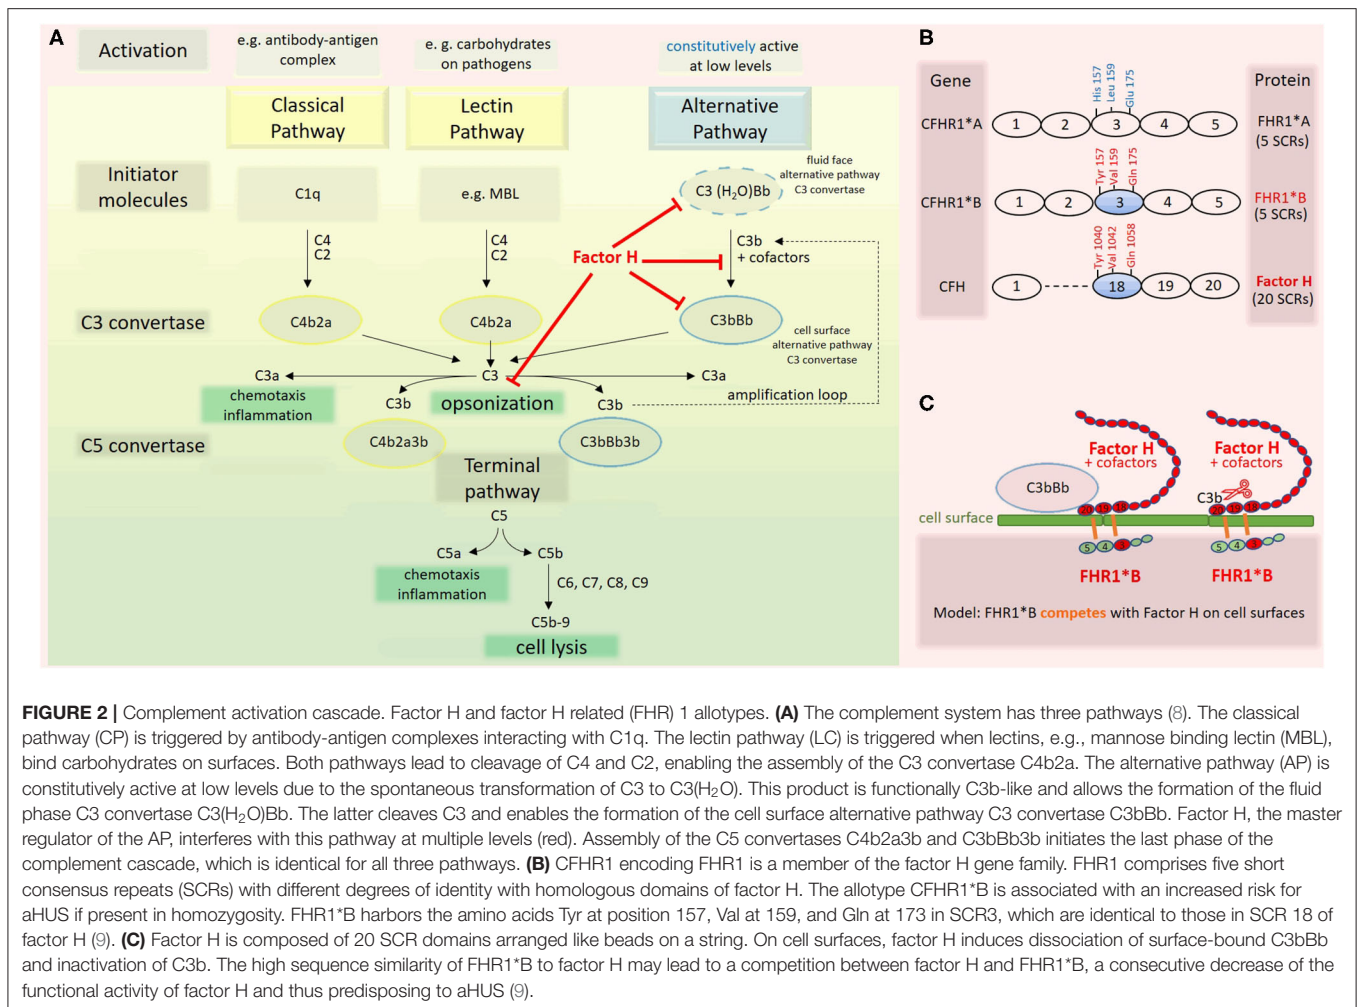 A
Activation
e.g. antibody-antigen
complex
e. g. carbohydrates
on pathogens
constitutively active
at low levels
Classical
Pathway
Lectin
Pathway
Alternative
Pathway
Initiator
molecules
C1q
e.g. MBL
C3 (H₂O)Bb
fluid face
alternative pathway
C3 convertase
C4
C2
C4
C2
Factor H
C3b
+ cofactors
C3 convertase
C4b2a
C4b2a
C3bBb
cell surface
alternative pathway
C3 convertase
C3a
C3
C3a
chemotaxis
inflammation
C3b
opsonization
C3b
amplification loop
C5 convertase
C4b2a3b
C3bBb3b
Terminal
pathway
C5
C5a
C5b
chemotaxis
inflammation
C6, C7, C8, C9
C5b-9
cell lysis
B
Gene
Protein
His 157
Leu 159
Glu 175
CFHR1*A
1
2
3
4
5
FHR1*A
(5 SCRs)
Tyr 157
Val 159
Gln 175
CFHR1*B
1
2
3
4
5
FHR1*B
(5 SCRs)
Tyr 1040
Val 1042
Gln 1058
CFH
1
18
19
20
Factor H
(20 SCRs)
C
Factor H
+ cofactors
C3bBb
20
19
18
cell surface
5
4
3
FHR1*B
Factor H
+ cofactors
C3b
20
19
18
5
4
3
FHR1*B
Model: FHR1*B competes with Factor H on cell surfaces
FIGURE 2 | Complement activation cascade. Factor H and factor H related (FHR) 1 allotypes. (A) The complement system has three pathways (8). The classical
pathway (CP) is triggered by antibody-antigen complexes interacting with C1q. The lectin pathway (LC) is triggered when lectins, e.g., mannose binding lectin (MBL),
bind carbohydrates on surfaces. Both pathways lead to cleavage of C4 and C2, enabling the assembly of the C3 convertase C4b2a. The alternative pathway (AP) is
constitutively active at low levels due to the spontaneous transformation of C3 to C3(H₂O). This product is functionally C3b-like and allows the formation of the fluid
phase C3 convertase C3(H₂O)Bb. The latter cleaves C3 and enables the formation of the cell surface alternative pathway C3 convertase C3bBb. Factor H, the master
regulator of the AP, interferes with this pathway at multiple levels (red). Assembly of the C5 convertases C4b2a3b and C3bBb3b initiates the last phase of the
complement cascade, which is identical for all three pathways. (B) CFHR1 encoding FHR1 is a member of the factor H gene family. FHR1 comprises five short
consensus repeats (SCRs) with different degrees of identity with homologous domains of factor H. The allotype CFHR1*B is associated with an increased risk for
aHUS if present in homozygosity. FHR1*B harbors the amino acids Tyr at position 157, Val at 159, and Gln at 173 in SCR3, which are identical to those in SCR 18 of
factor H (9). (C) Factor H is composed of 20 SCR domains arranged like beads on a string. On cell surfaces, factor H induces dissociation of surface-bound C3bBb
and inactivation of C3b. The high sequence similarity of FHR1*B to factor H may lead to a competition between factor H and FHR1*B, a consecutive decrease of the
functional activity of factor H and thus predisposing to aHUS (9).